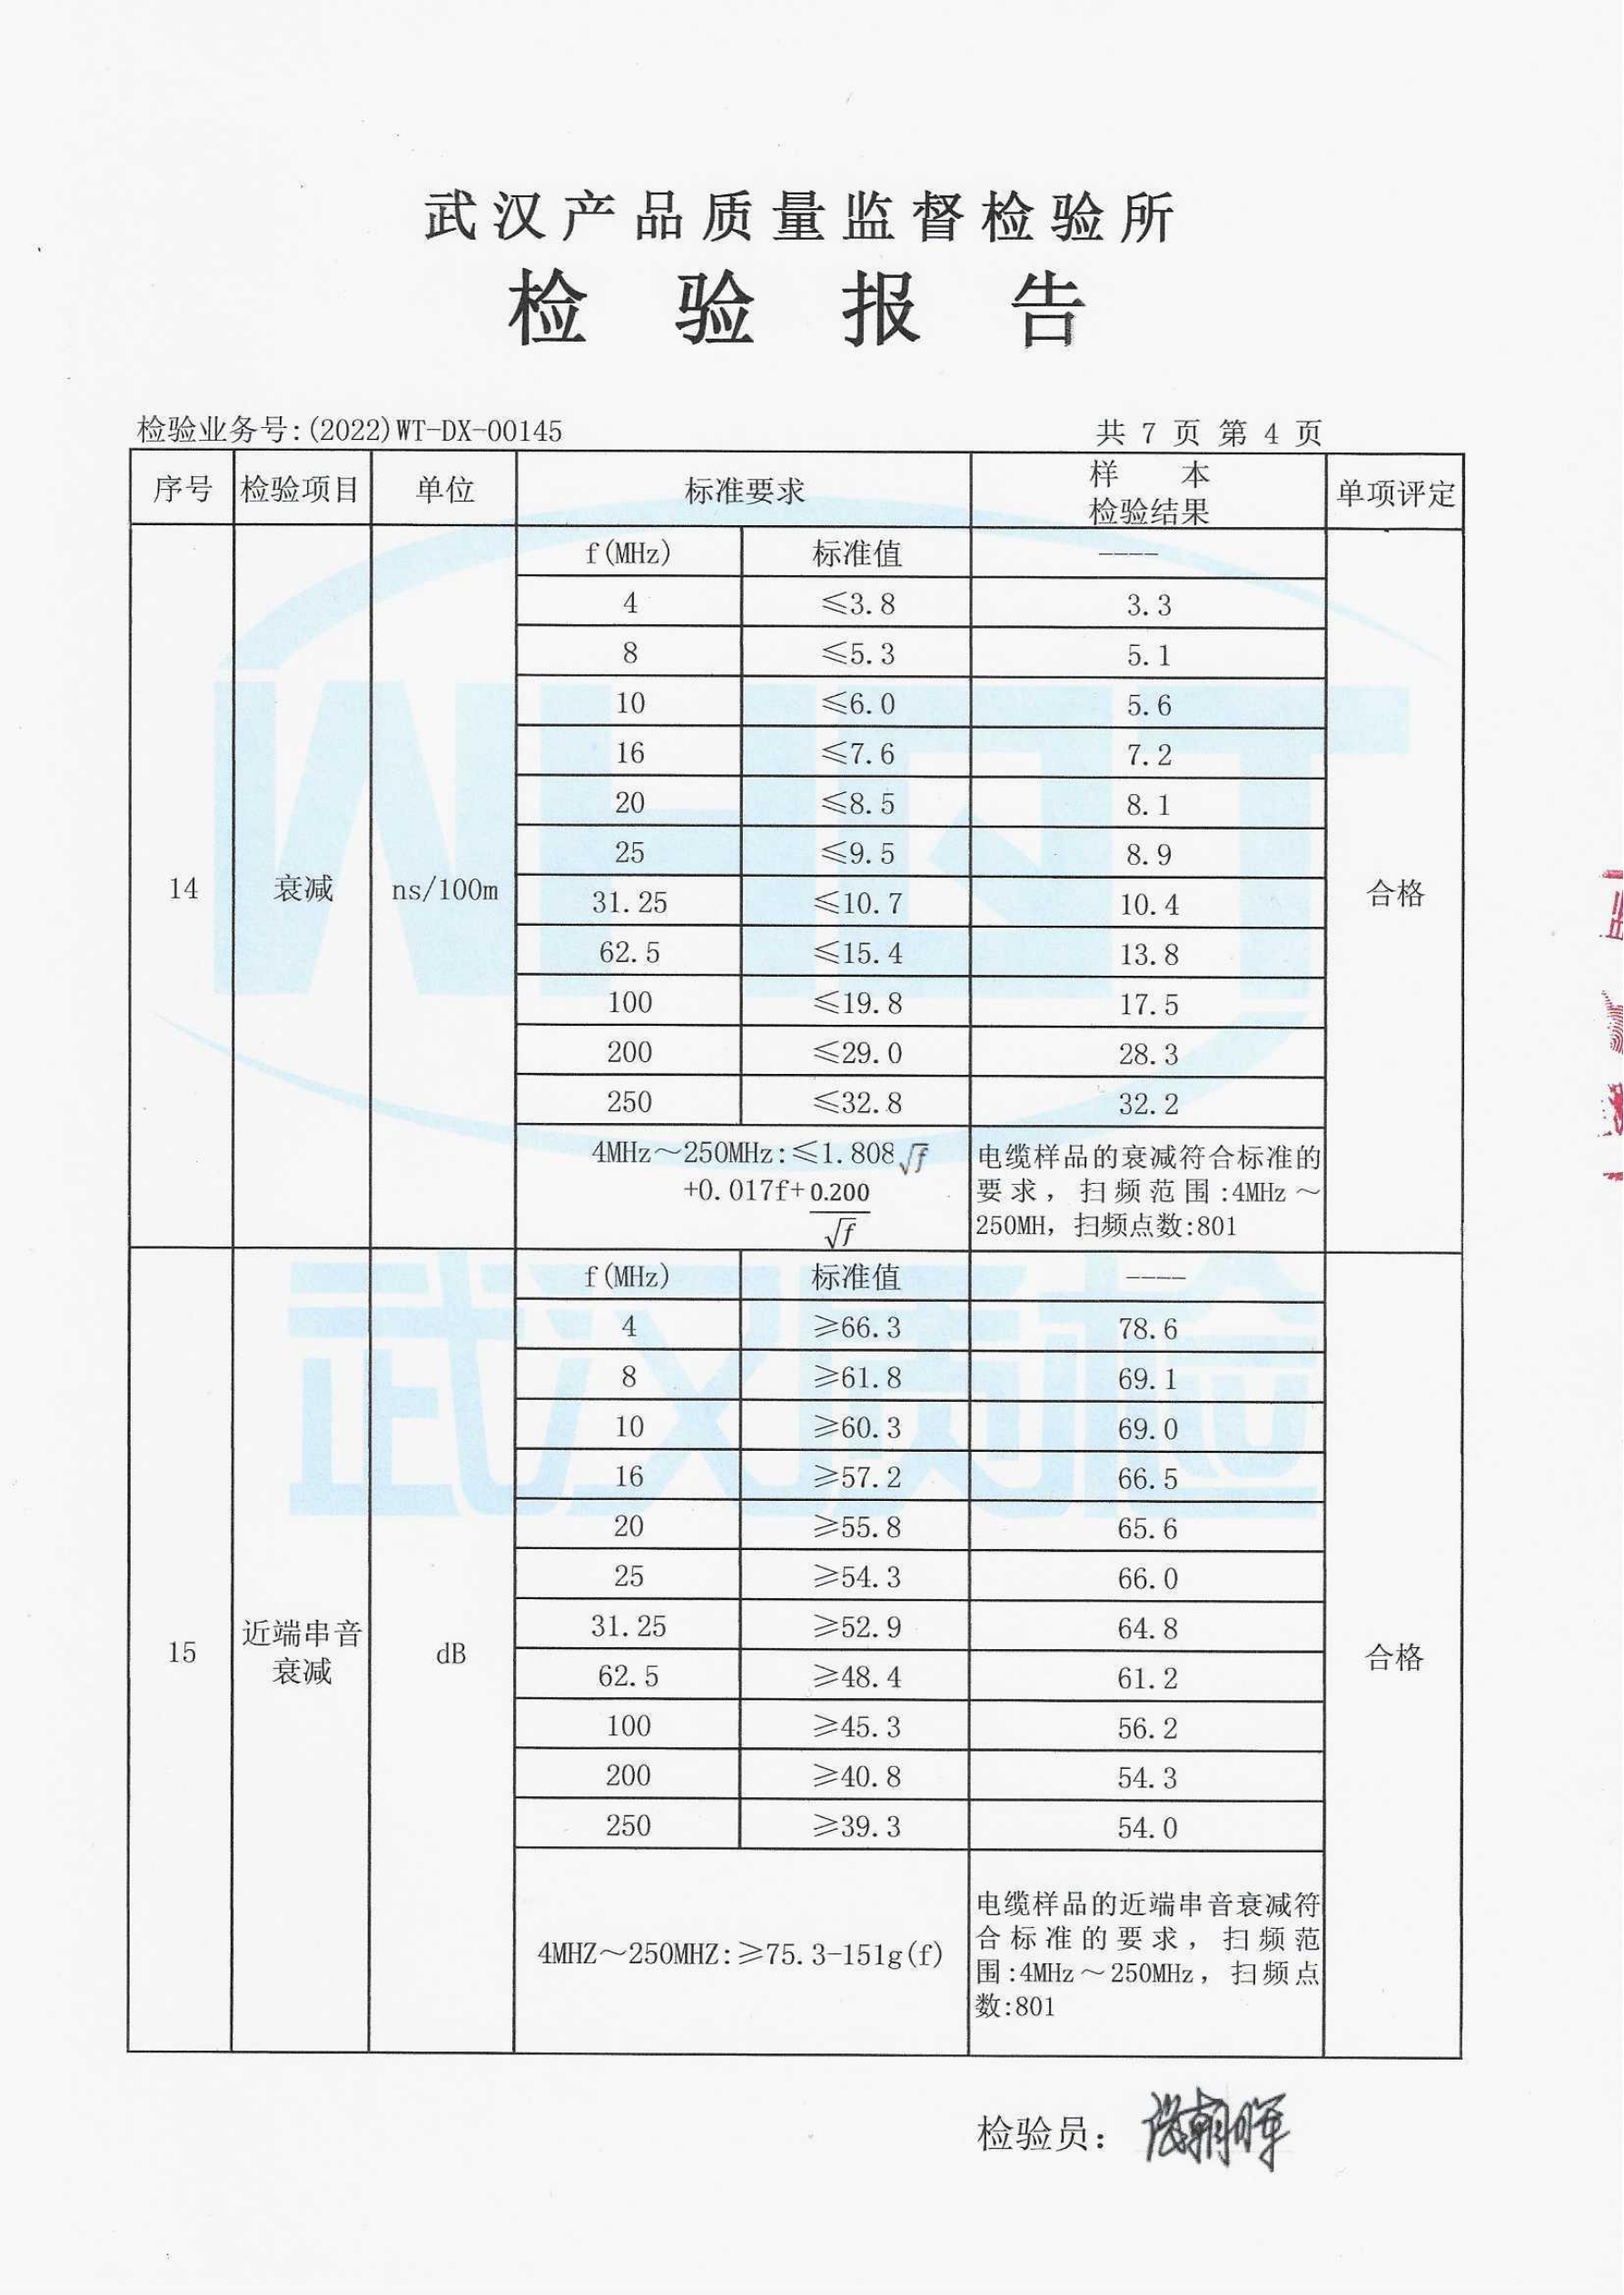 武汉产品质量监督检验所
检验报告
检验业务号:(2022)WT-DX-00145 共 7 页 第 4 页
序号 检验项目 单位 标准要求 样本检验结果 单项评定
14 衰减 ns/100m 合格
f(MHz) 标准值 ----
4 ≤3.8 3.3
8 ≤5.3 5.1
10 ≤6.0 5.6
16 ≤7.6 7.2
20 ≤8.5 8.1
25 ≤9.5 8.9
31.25 ≤10.7 10.4
62.5 ≤15.4 13.8
100 ≤19.8 17.5
200 ≤29.0 28.3
250 ≤32.8 32.2
4MHz～250MHz:≤1.808√f
+0.017f+0.200
√f
电缆样品的衰减符合标准的
要求，扫频范围:4MHz～
250MH，扫频点数:801
15 近端串音衰减 dB 合格
f(MHz) 标准值 ----
4 ≥66.3 78.6
8 ≥61.8 69.1
10 ≥60.3 69.0
16 ≥57.2 66.5
20 ≥55.8 65.6
25 ≥54.3 66.0
31.25 ≥52.9 64.8
62.5 ≥48.4 61.2
100 ≥45.3 56.2
200 ≥40.8 54.3
250 ≥39.3 54.0
4MHZ～250MHZ:≥75.3-151g(f)
电缆样品的近端串音衰减符
合标准的要求，扫频范
围:4MHz～250MHz，扫频点
数:801
检验员：
武汉质检